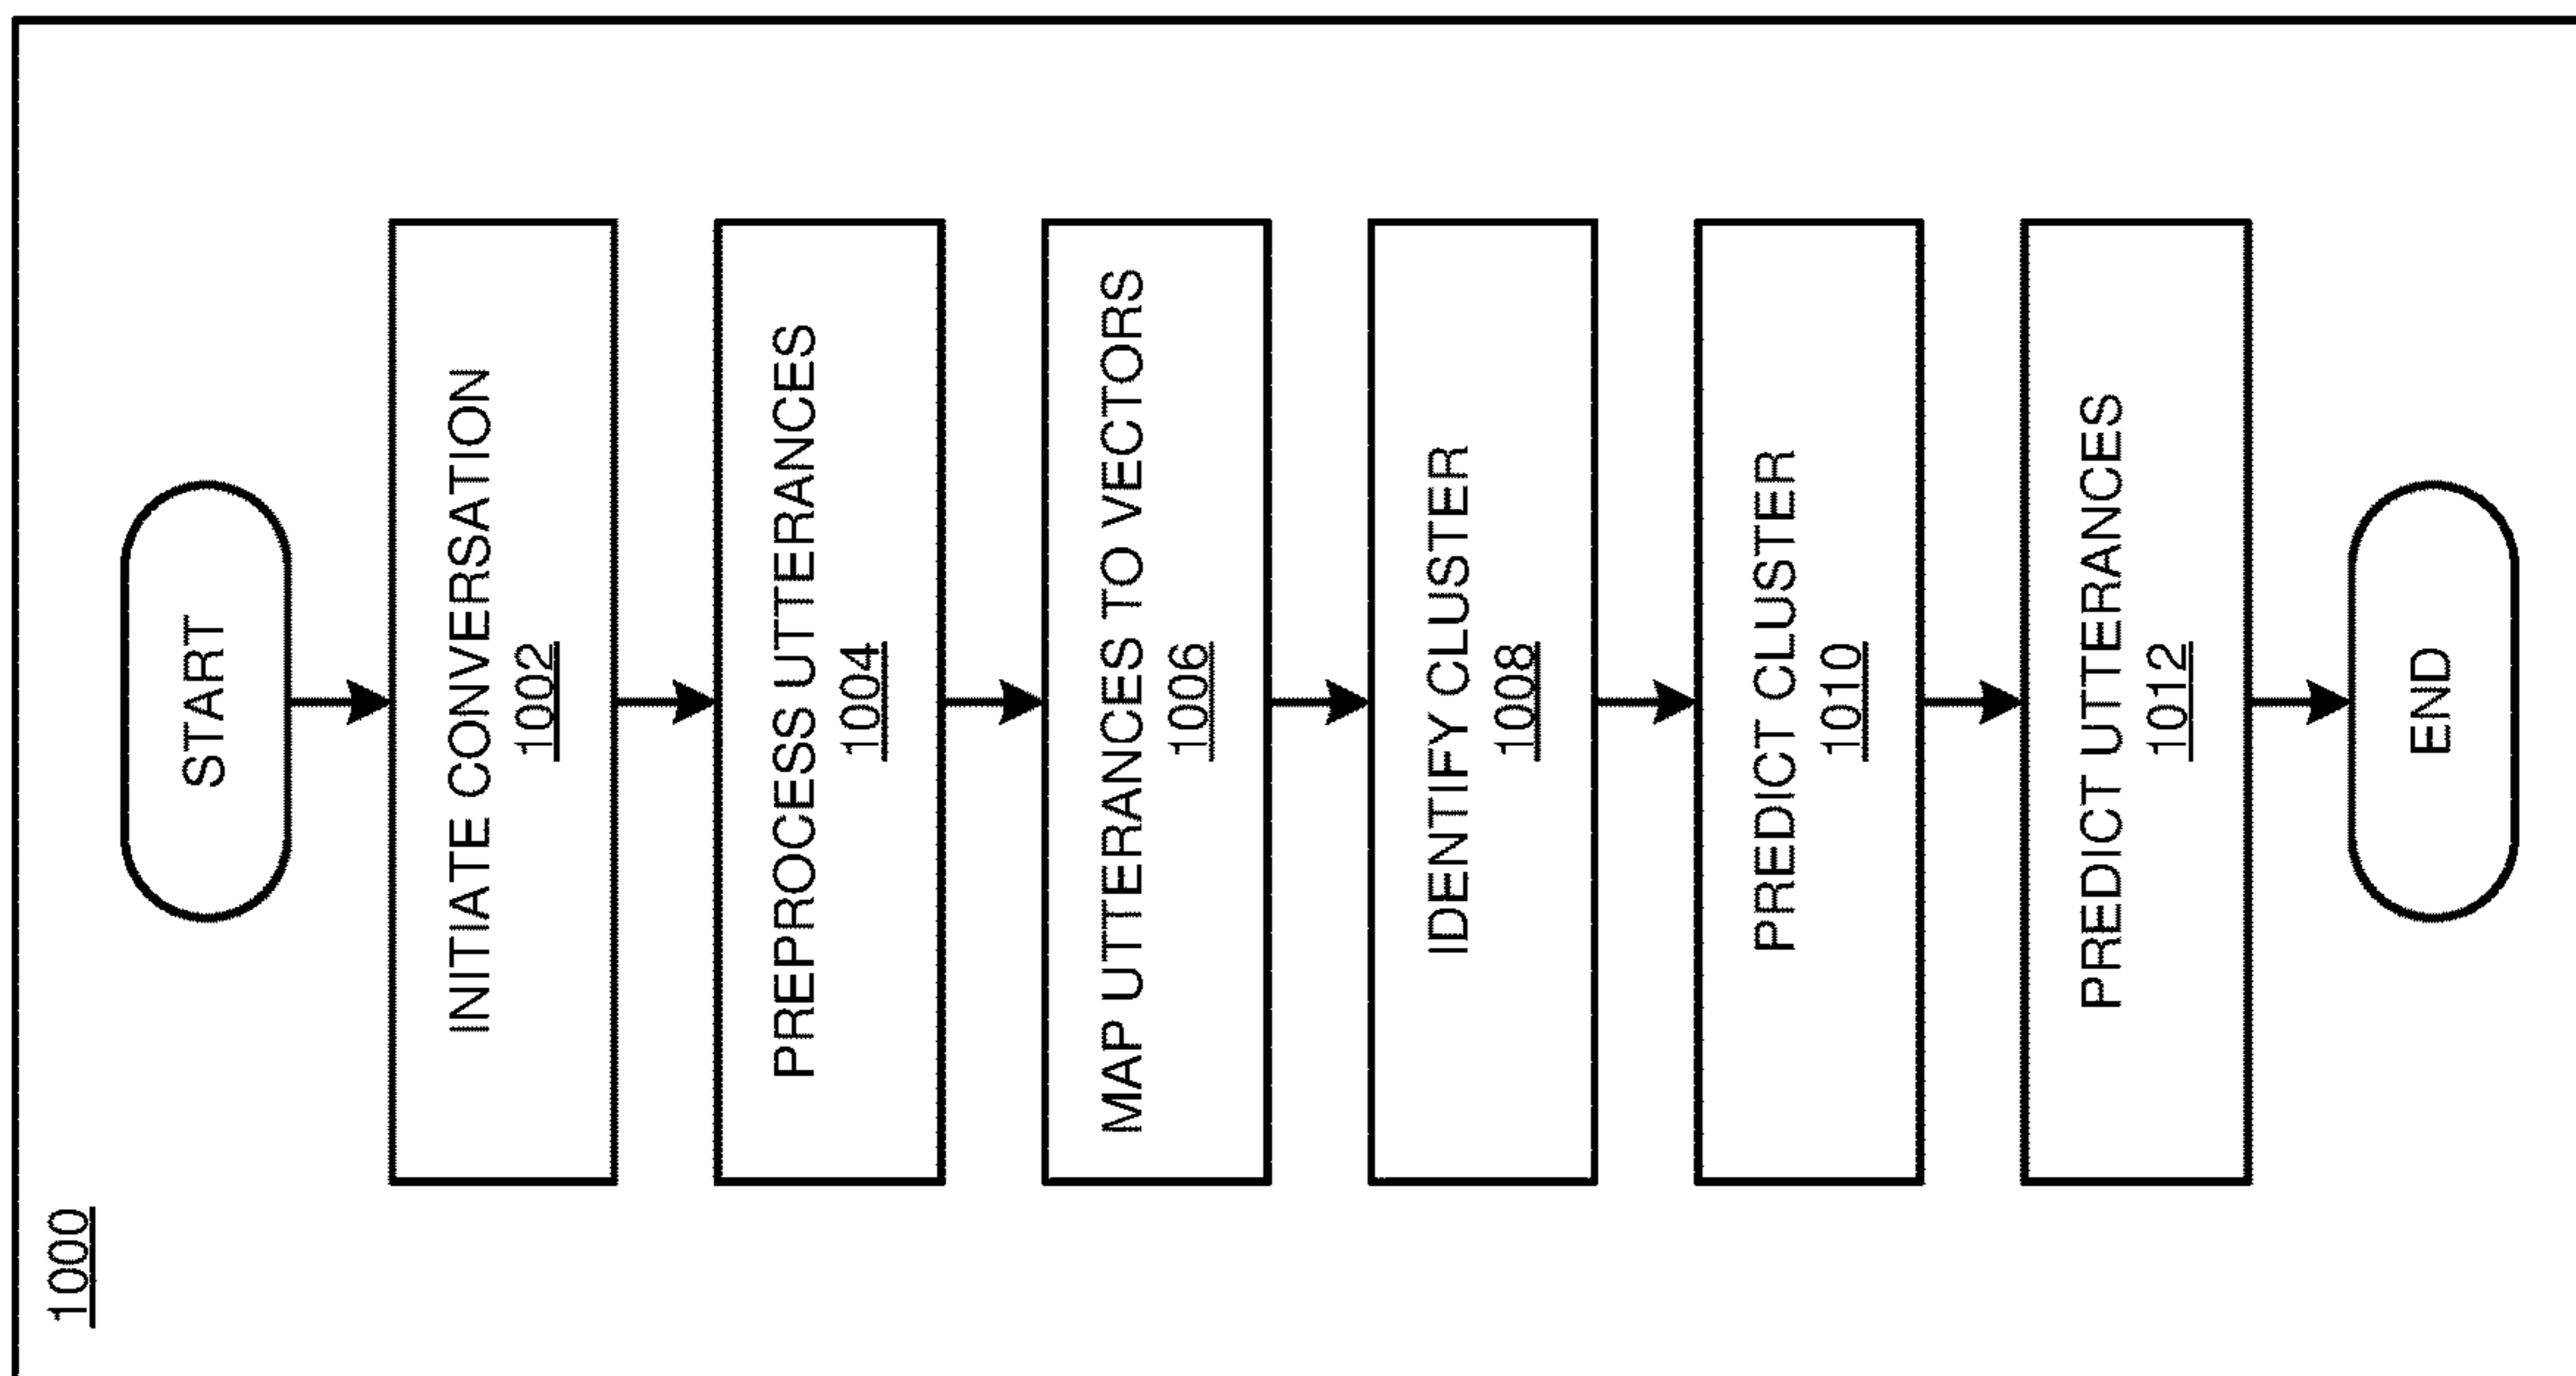 1000
START
INITIATE CONVERSATION
1002
PREPROCESS UTTERANCES
1004
MAP UTTERANCES TO VECTORS
1006
IDENTIFY CLUSTER
1008
PREDICT CLUSTER
1010
PREDICT UTTERANCES
1012
END